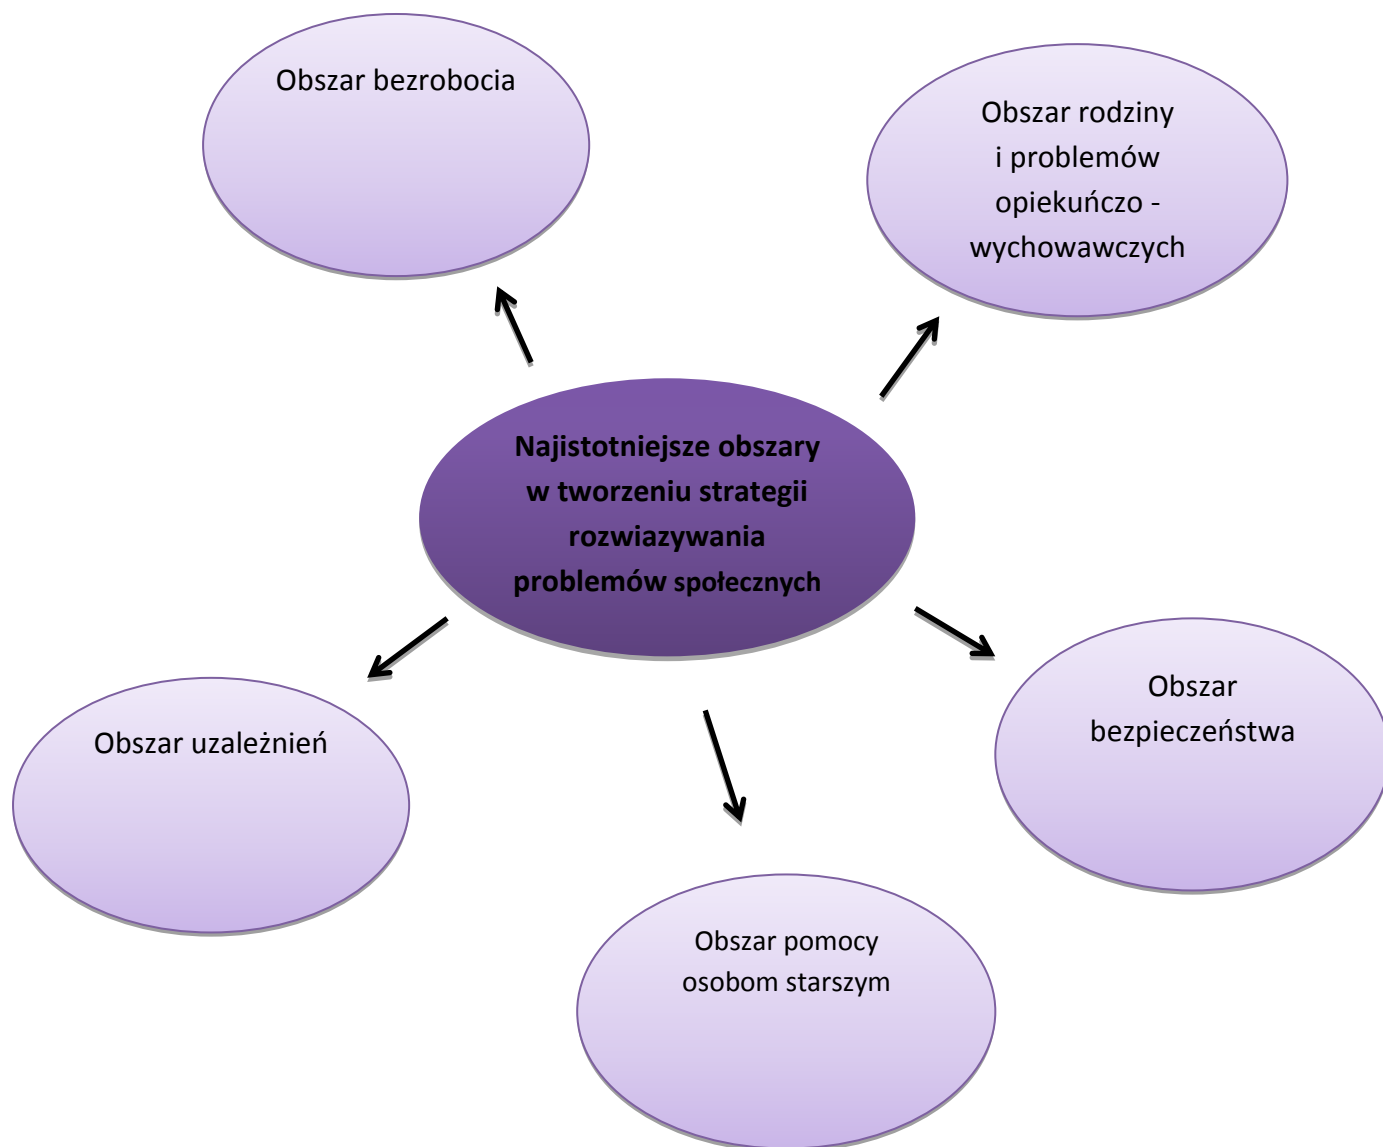 Obszar bezrobocia
Obszar rodziny
i problemów
opiekuńczo -
wychowawczych
Najistotniejsze obszary
w tworzeniu strategii
rozwiazywania
problemów społecznych
Obszar
bezpieczeństwa
Obszar uzależnień
Obszar pomocy
osobom starszym